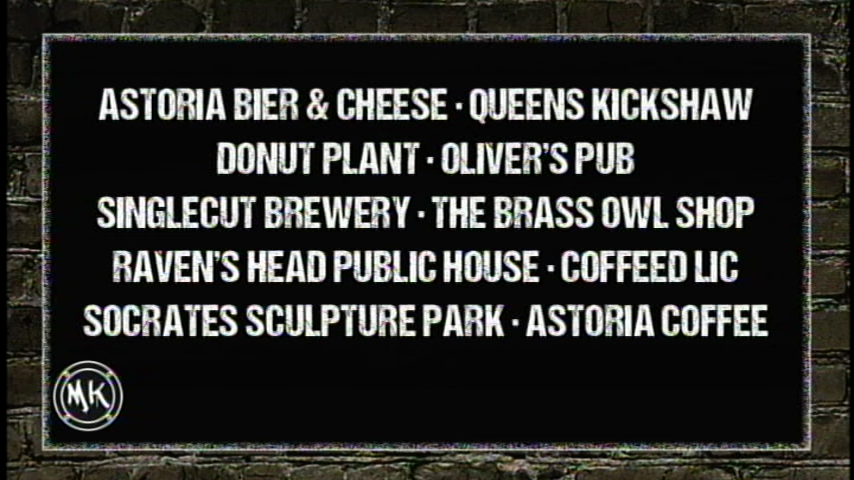 ASTORIA BIER & CHEESE · QUEENS KICKSHAW
DONUT PLANT · OLIVER'S PUB
SINGLECUT BREWERY · THE BRASS OWL SHOP
RAVEN'S HEAD PUBLIC HOUSE · COFFEED LIC
SOCRATES SCULPTURE PARK · ASTORIA COFFEE
MK